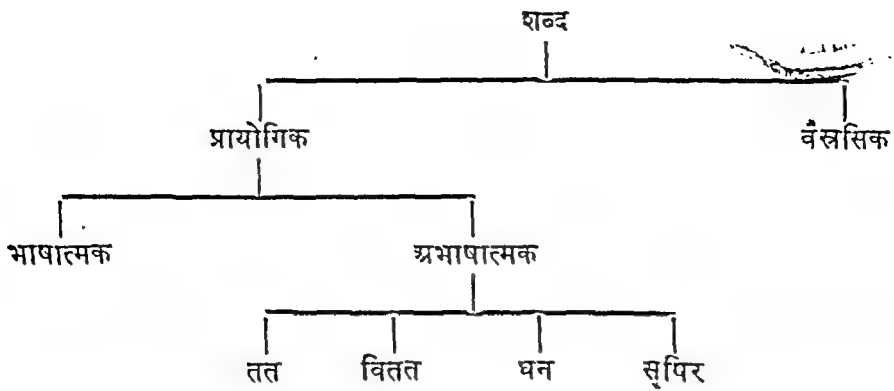 शब्द
प्रायोगिक वैस्रसिक
भाषात्मक अभाषात्मक
तत वितत घन सुषिर